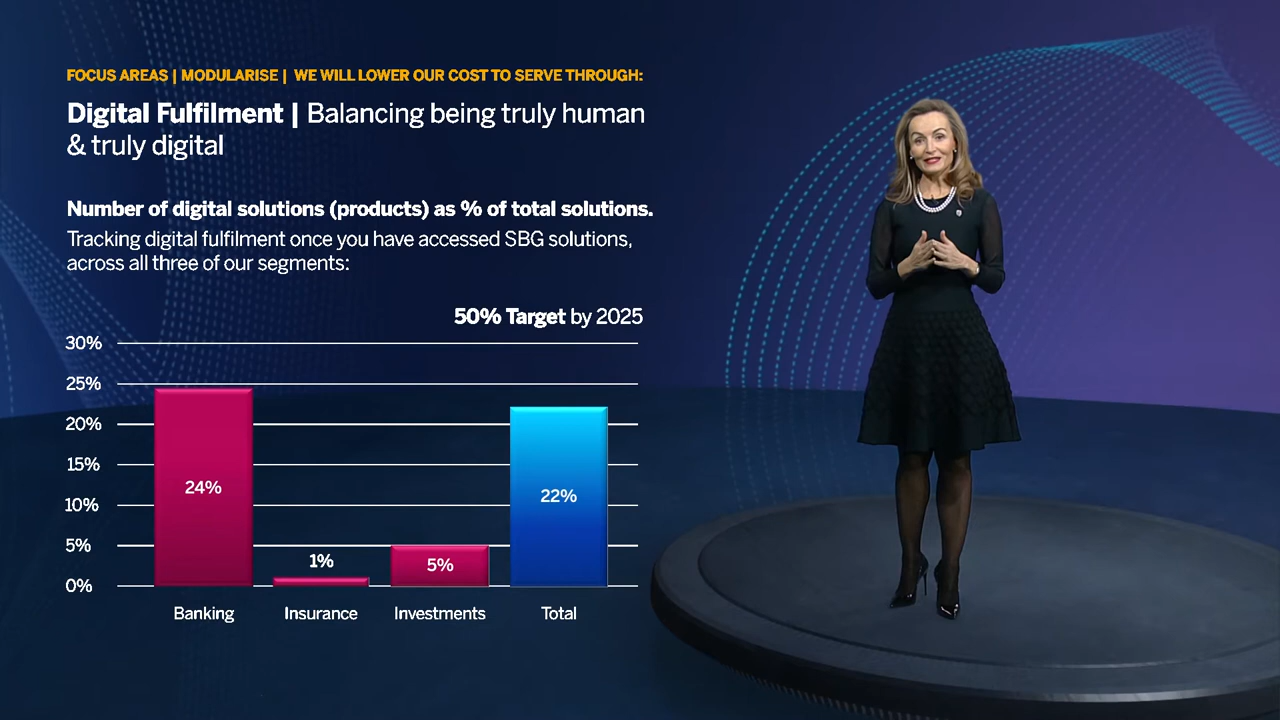 FOCUS AREAS | MODULARISE | WE WILL LOWER OUR COST TO SERVE THROUGH:
Digital Fulfilment | Balancing being truly human
& truly digital
Number of digital solutions (products) as % of total solutions.
Tracking digital fulfilment once you have accessed SBG solutions,
across all three of our segments:
50% Target by 2025
30%
25%
20%
15%
10%
5%
0%
24%
1%
5%
22%
Banking
Insurance
Investments
Total